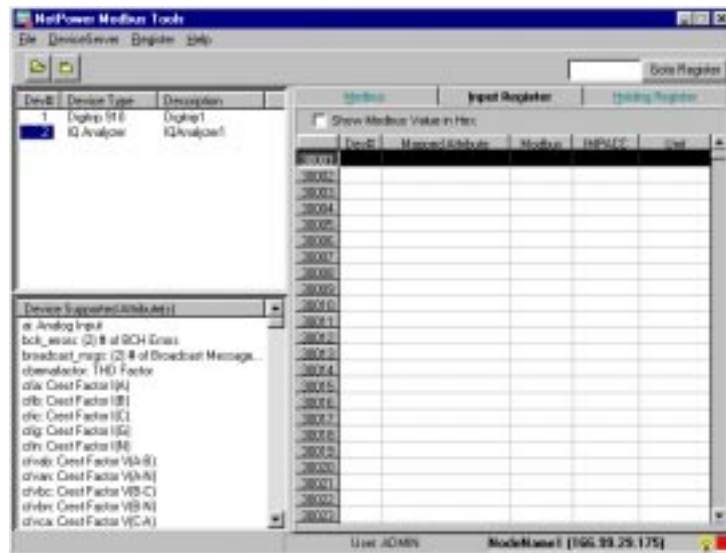 NetPower Modbus Tools
File DeviceServer Register Help
Goto Register
Dev# Device Type Description
1 Digitrip 910 Digitrip1
2 IQ Analyzer IQAnalyzer1
Modbus Input Register Holding Register
Show Modbus Value in Hex
Dev# Mapped Attribute Modbus IMPACC Unit
30001
30002
30003
30004
30005
30006
30007
30008
30009
30010
30011
30012
30013
30014
30015
30016
30017
30018
30019
30020
30021
30022
30023
Device Supported Attribute(s)
ai: Analog Input
bch_errors: (2) # of BCH Errors
broadcast_msgs: (2) # of Broadcast Message...
THD Factor
cfia: Crest Factor I(A)
cfib: Crest Factor I(B)
cfic: Crest Factor I(C)
cfig: Crest Factor I(G)
cfin: Crest Factor I(N)
cfvab: Crest Factor V(A-B)
cfvan: Crest Factor V(A-N)
cfvbc: Crest Factor V(B-C)
cfvbn: Crest Factor V(B-N)
cfvca: Crest Factor V(C-A)
User: ADMIN NodeName1 (166.99.29.175)